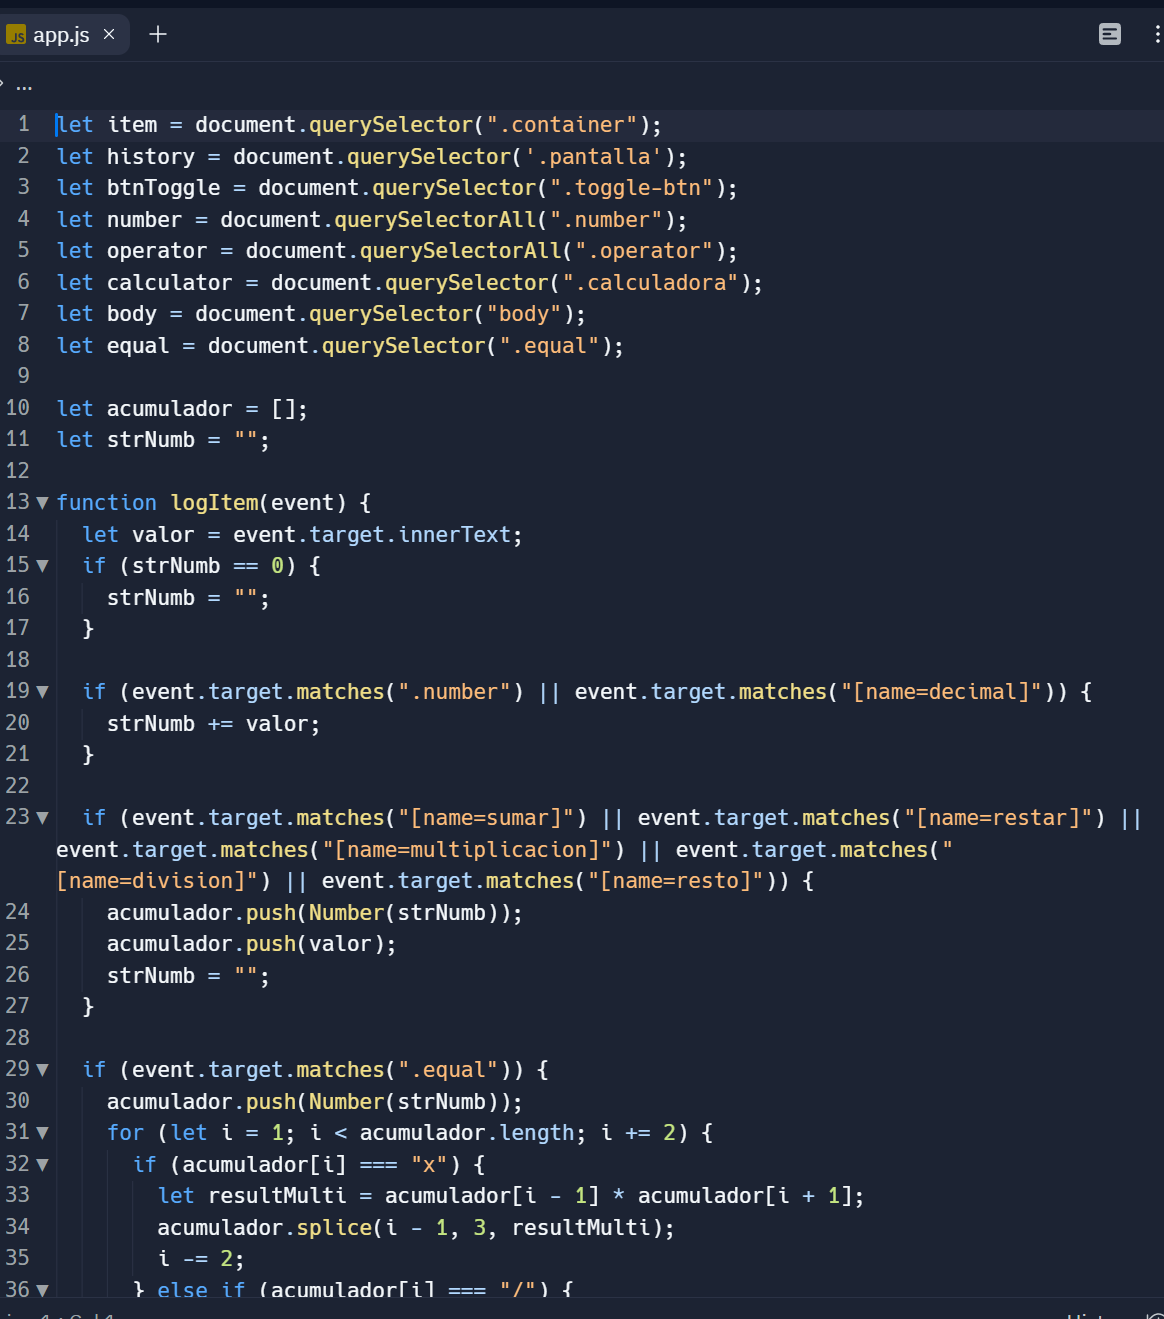 JS app.js × +
...
1 let item = document.querySelector(".container");
2 let history = document.querySelector('.pantalla');
3 let btnToggle = document.querySelector(".toggle-btn");
4 let number = document.querySelectorAll(".number");
5 let operator = document.querySelectorAll(".operator");
6 let calculator = document.querySelector(".calculadora");
7 let body = document.querySelector("body");
8 let equal = document.querySelector(".equal");
9
10 let acumulador = [];
11 let strNumb = "";
12
13 function logItem(event) {
14 let valor = event.target.innerText;
15 if (strNumb == 0) {
16 strNumb = "";
17 }
18
19 if (event.target.matches(".number") || event.target.matches("[name=decimal]")) {
20 strNumb += valor;
21 }
22
23 if (event.target.matches("[name=sumar]") || event.target.matches("[name=restar]") ||
event.target.matches("[name=multiplicacion]") || event.target.matches("
[name=division]") || event.target.matches("[name=resto]")) {
24 acumulador.push(Number(strNumb));
25 acumulador.push(valor);
26 strNumb = "";
27 }
28
29 if (event.target.matches(".equal")) {
30 acumulador.push(Number(strNumb));
31 for (let i = 1; i < acumulador.length; i += 2) {
32 if (acumulador[i] === "x") {
33 let resultMulti = acumulador[i - 1] * acumulador[i + 1];
34 acumulador.splice(i - 1, 3, resultMulti);
35 i -= 2;
36 } else if (acumulador[i] === "/") {